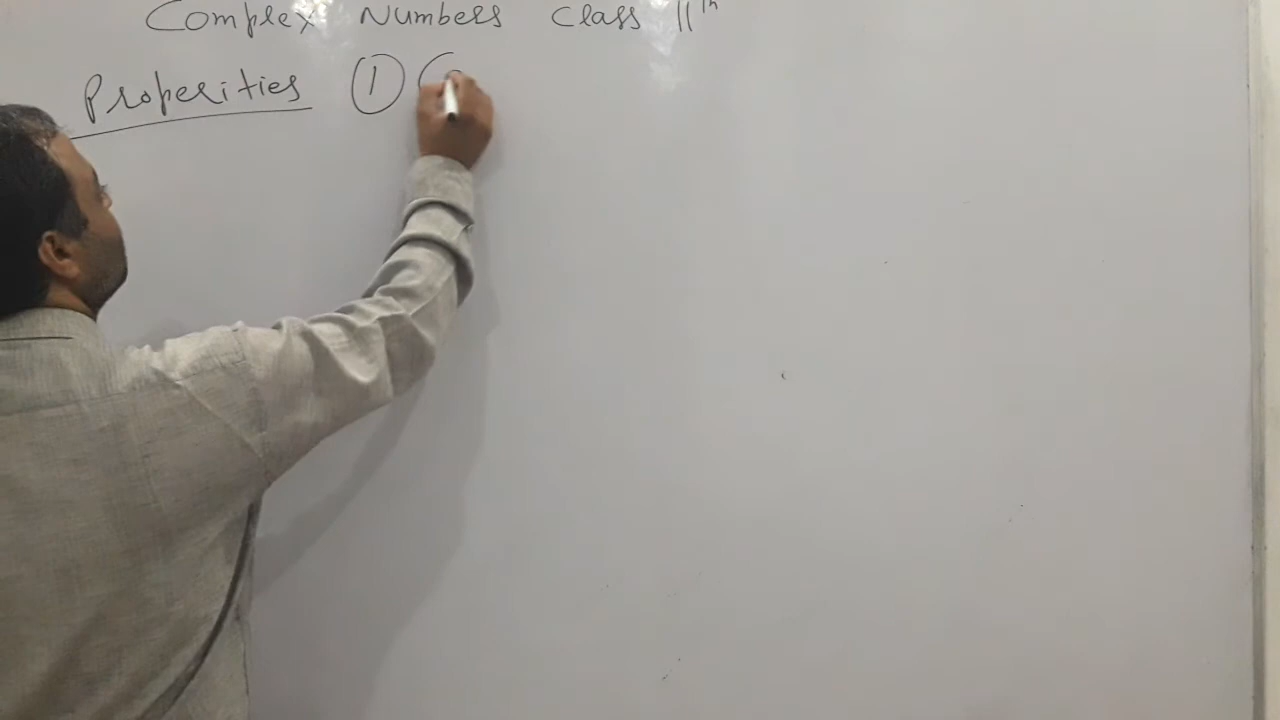 Complex Numbers Class 11th
Properities ① (